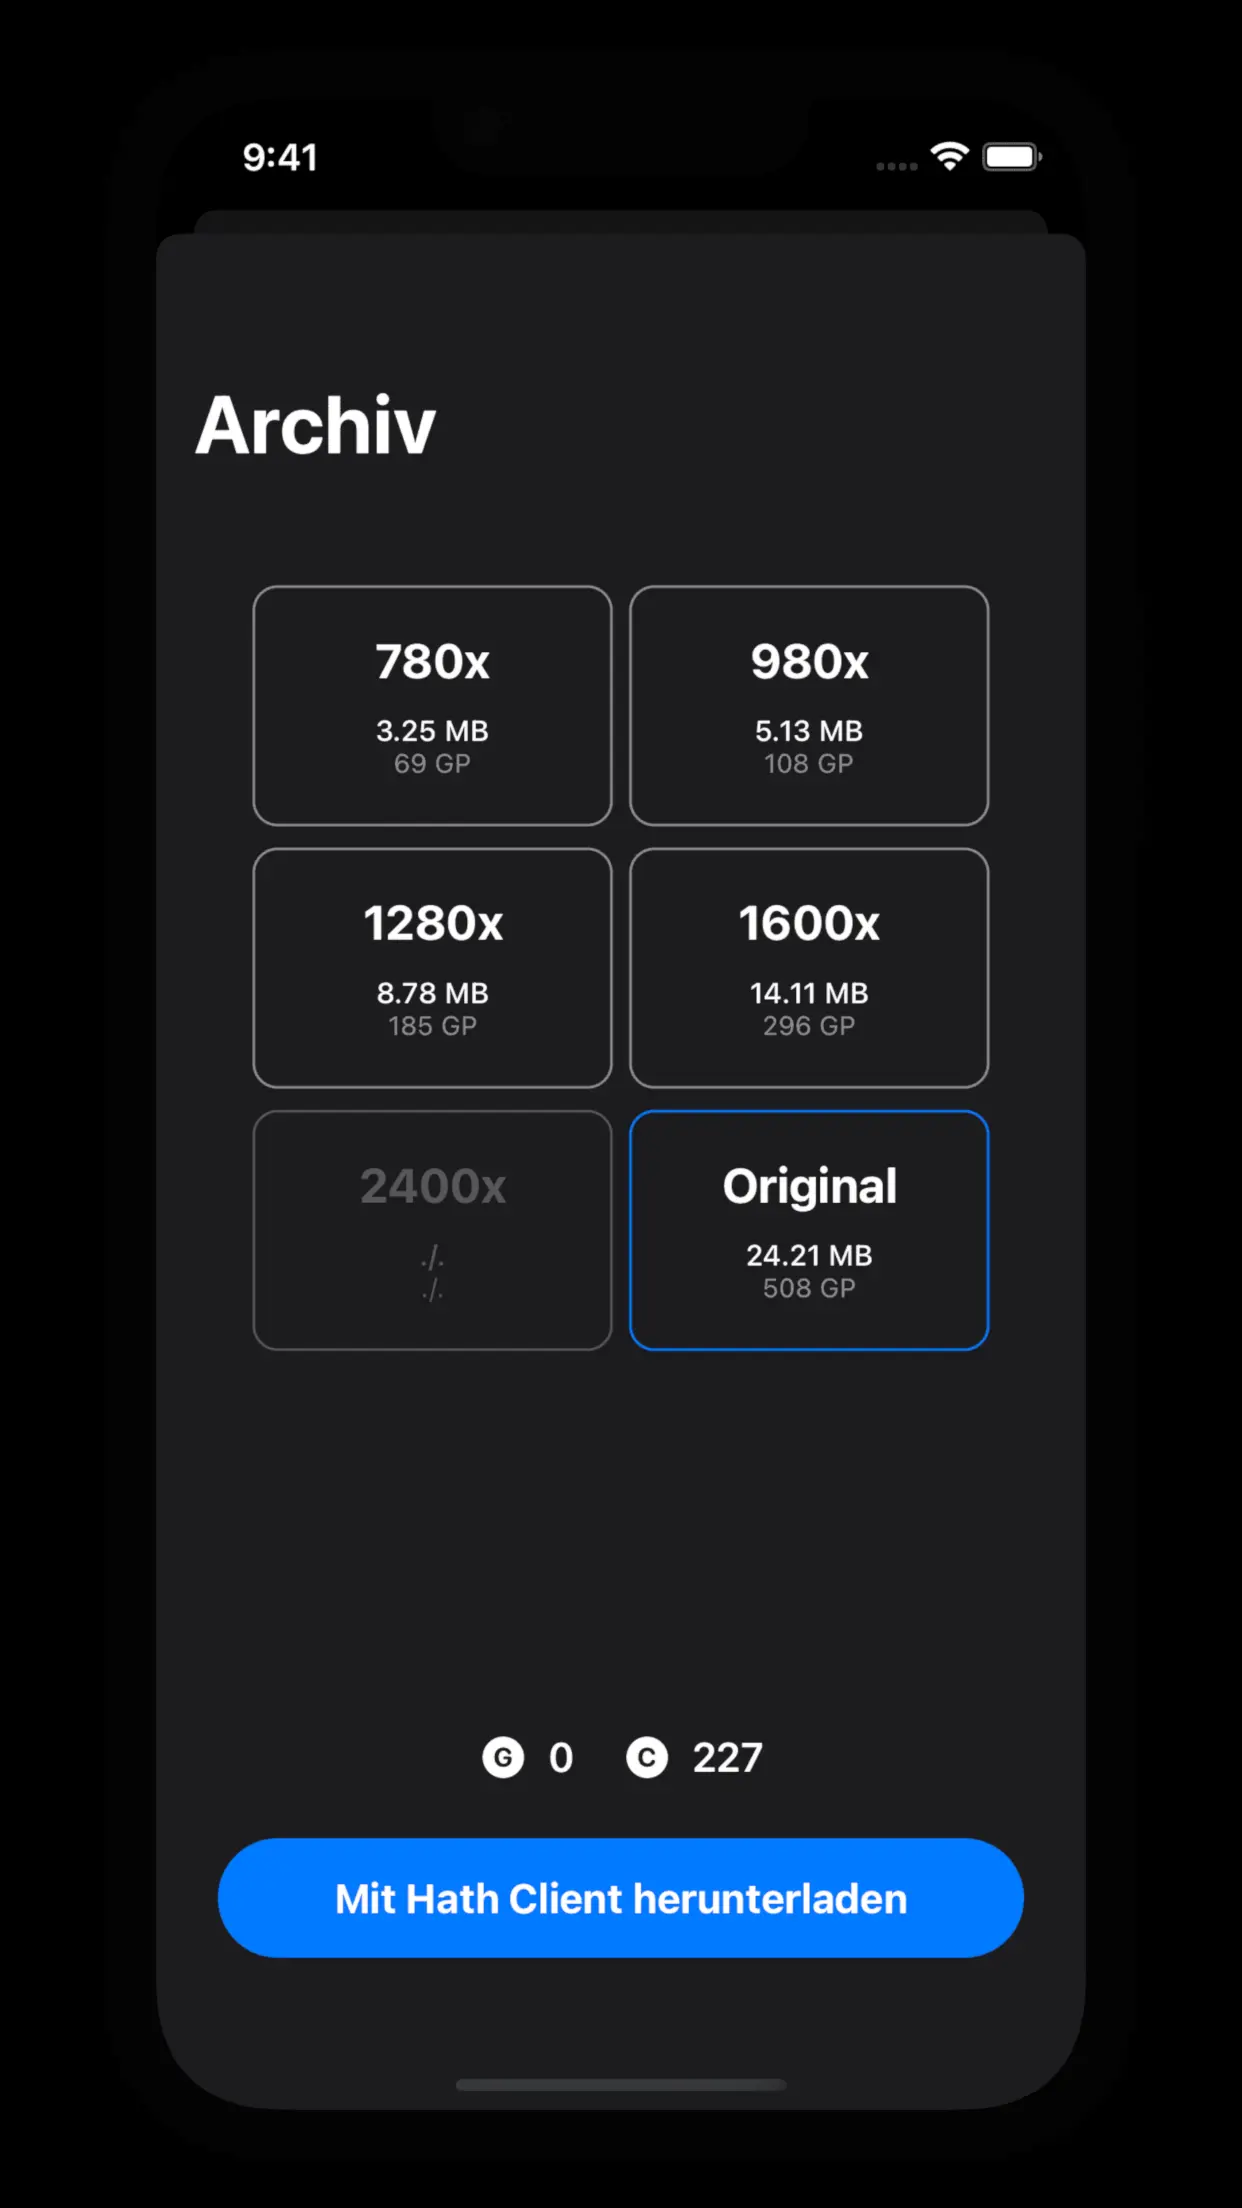 9:41
Archiv
780x
3.25 MB
69 GP
980x
5.13 MB
108 GP
1280x
8.78 MB
185 GP
1600x
14.11 MB
296 GP
2400x
./.
./.
Original
24.21 MB
508 GP
G 0 C 227
Mit Hath Client herunterladen